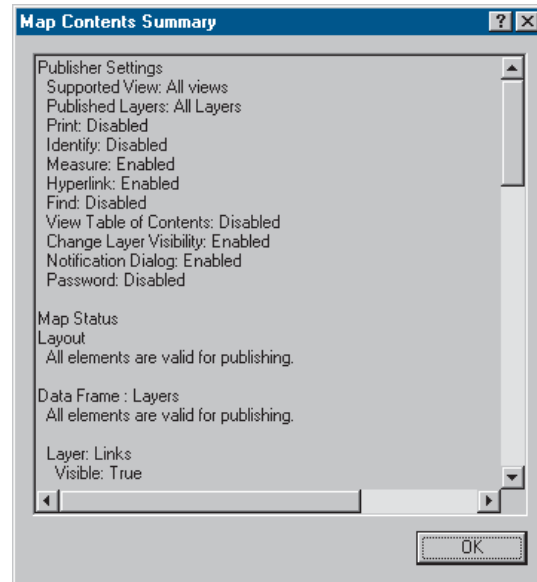 Map Contents Summary
Publisher Settings
Supported View: All views
Published Layers: All Layers
Print: Disabled
Identify: Disabled
Measure: Enabled
Hyperlink: Enabled
Find: Disabled
View Table of Contents: Disabled
Change Layer Visibility: Enabled
Notification Dialog: Enabled
Password: Disabled
Map Status
Layout
All elements are valid for publishing.
Data Frame : Layers
All elements are valid for publishing.
Layer: Links
Visible: True
OK